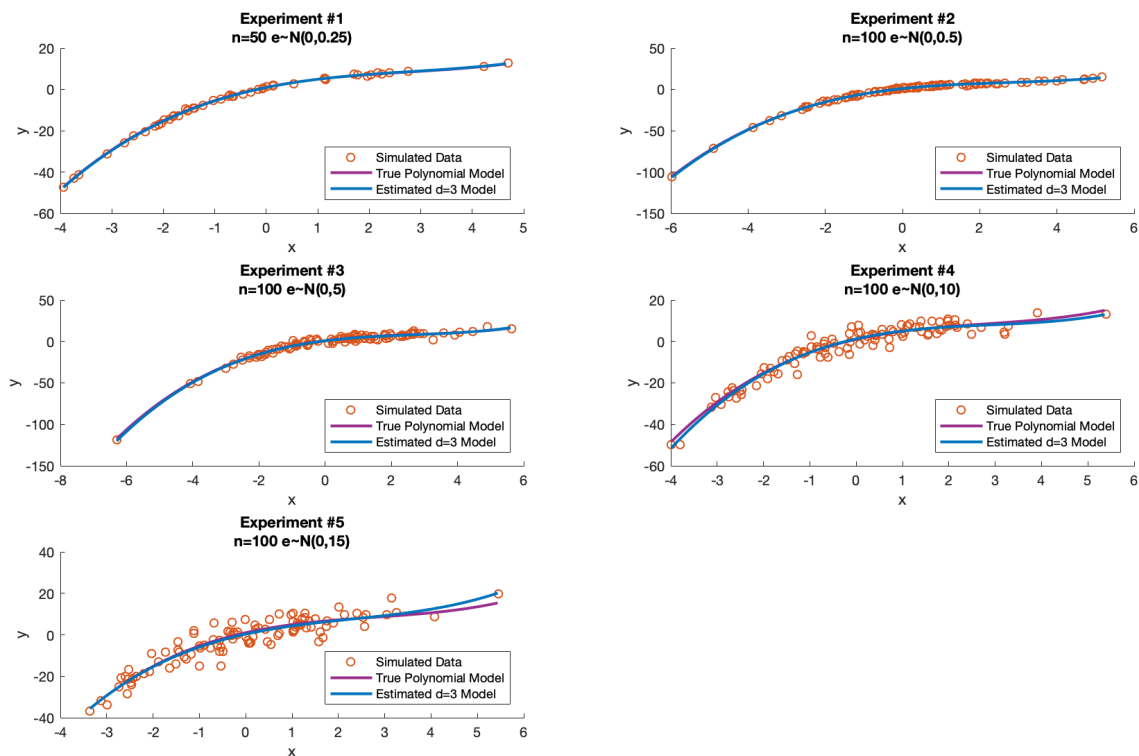 Experiment #1
n=50 e~N(0,0.25)
20
0
-20
-40
-60
y
Simulated Data
True Polynomial Model
Estimated d=3 Model
-4 -3 -2 -1 0 1 2 3 4 5
x
Experiment #2
n=100 e~N(0,0.5)
50
0
-50
-100
-150
y
Simulated Data
True Polynomial Model
Estimated d=3 Model
-6 -4 -2 0 2 4 6
x
Experiment #3
n=100 e~N(0,5)
50
0
-50
-100
-150
y
Simulated Data
True Polynomial Model
Estimated d=3 Model
-8 -6 -4 -2 0 2 4 6
x
Experiment #4
n=100 e~N(0,10)
20
0
-20
-40
-60
y
Simulated Data
True Polynomial Model
Estimated d=3 Model
-4 -3 -2 -1 0 1 2 3 4 5 6
x
Experiment #5
n=100 e~N(0,15)
40
20
0
-20
-40
y
Simulated Data
True Polynomial Model
Estimated d=3 Model
-4 -3 -2 -1 0 1 2 3 4 5 6
x